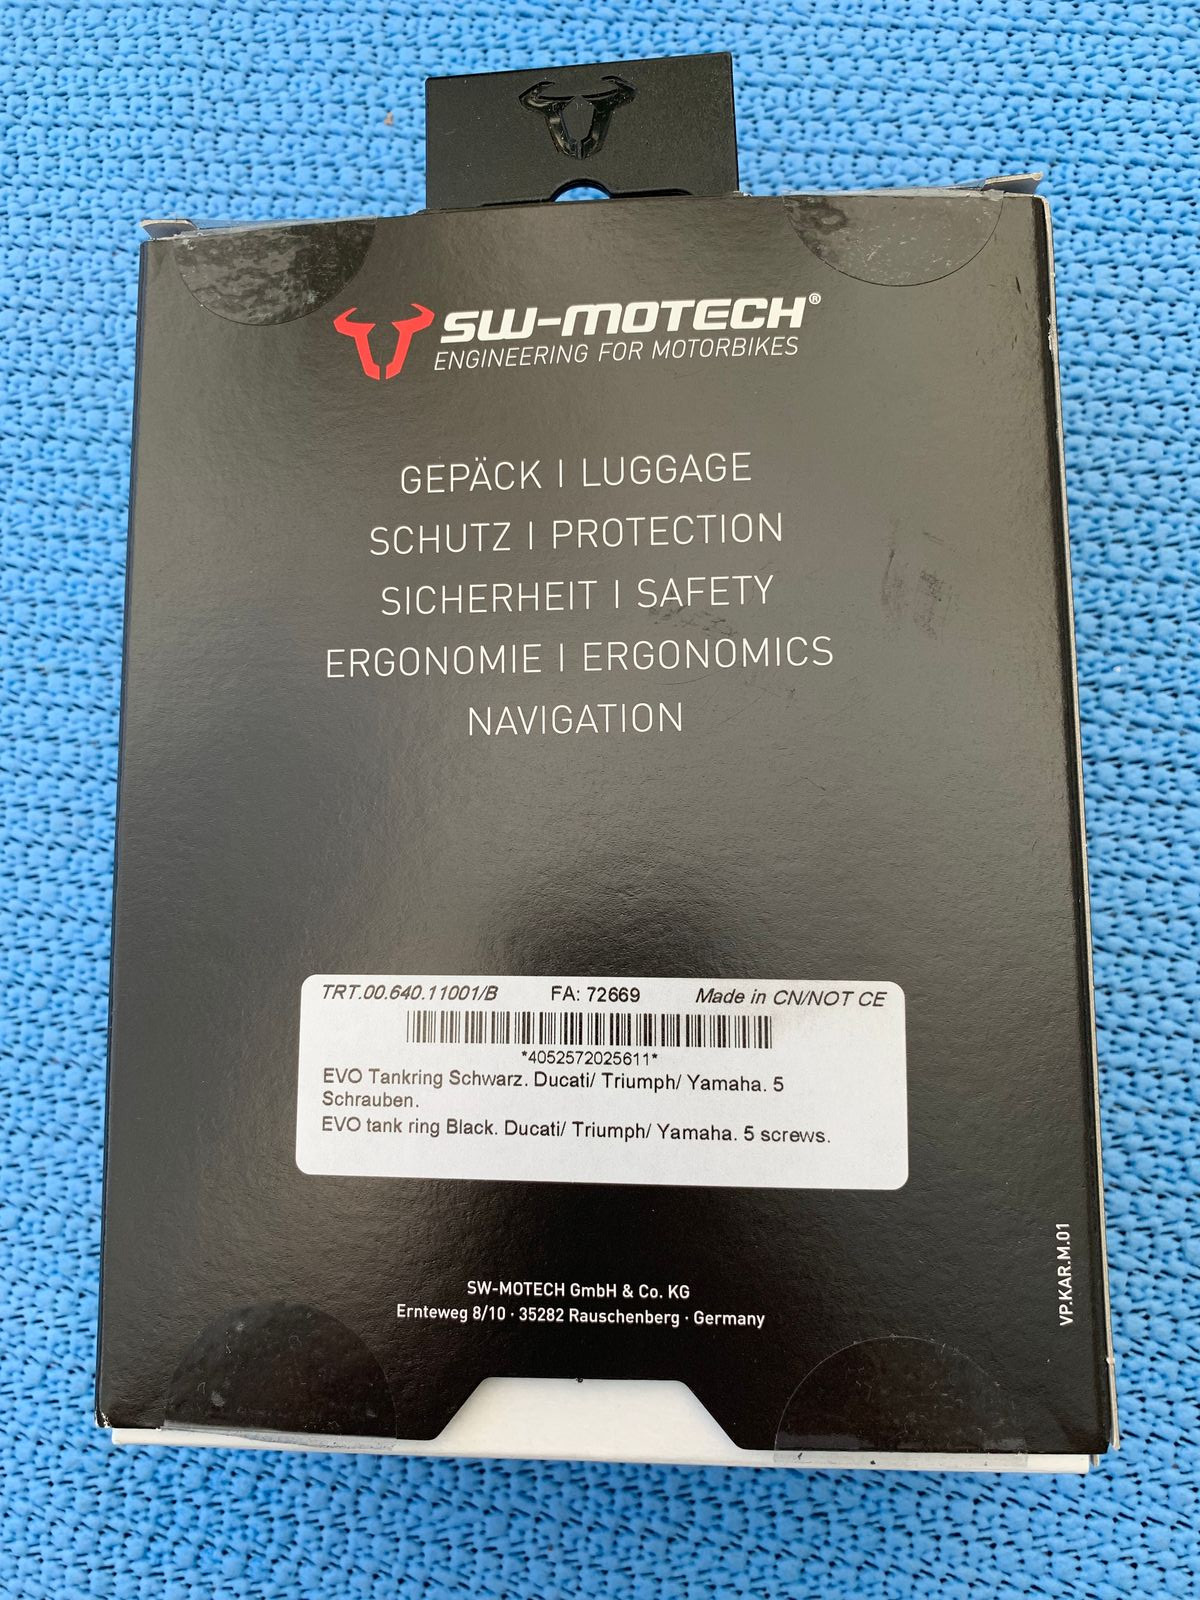 SW-MOTECH®
ENGINEERING FOR MOTORBIKES
GEPÄCK | LUGGAGE
SCHUTZ | PROTECTION
SICHERHEIT | SAFETY
ERGONOMIE | ERGONOMICS
NAVIGATION
TRT.00.640.11001/B FA: 72669 Made in CN/NOT CE
*4052572025611*
EVO Tankring Schwarz. Ducati/ Triumph/ Yamaha. 5
Schrauben.
EVO tank ring Black. Ducati/ Triumph/ Yamaha. 5 screws.
SW-MOTECH GmbH & Co. KG
Ernteweg 8/10 · 35282 Rauschenberg · Germany
VP.KAR.M.01